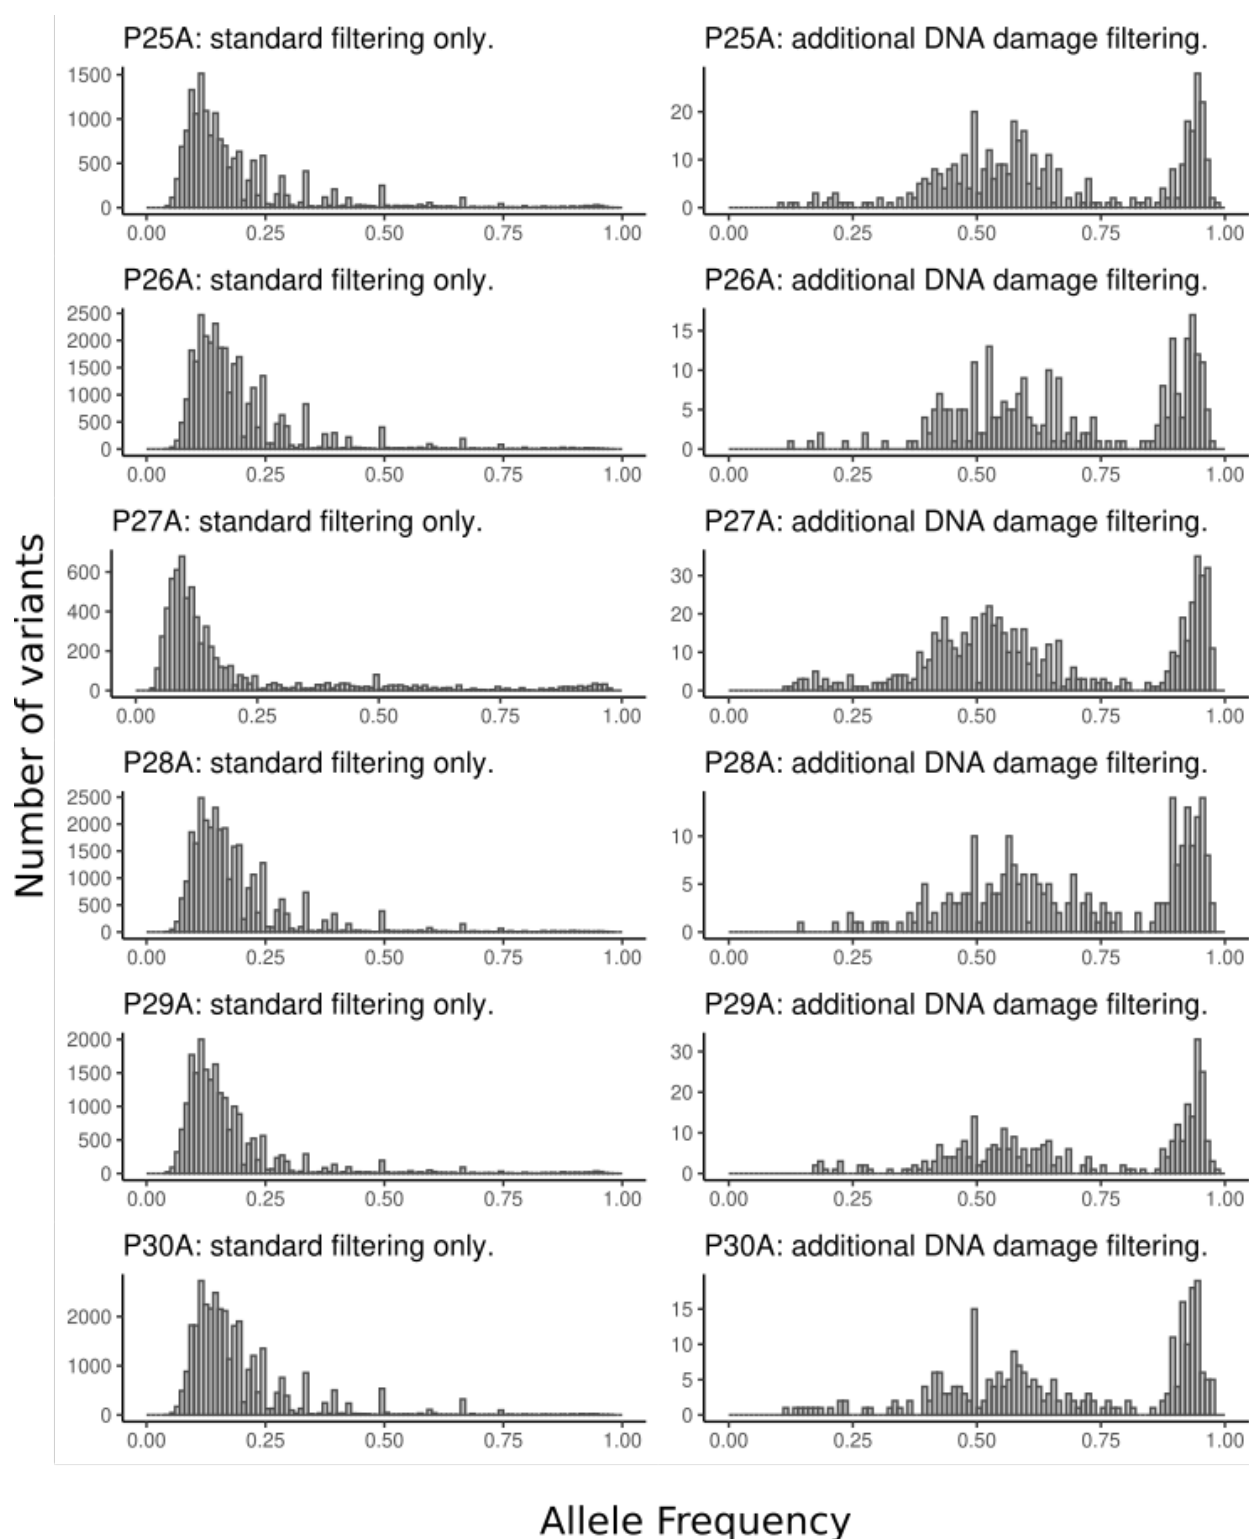 P25A: standard filtering only.
1500
1000
500
0
0.00 0.25 0.50 0.75 1.00
P25A: additional DNA damage filtering.
20
10
0
0.00 0.25 0.50 0.75 1.00
P26A: standard filtering only.
2500
2000
1500
1000
500
0
0.00 0.25 0.50 0.75 1.00
P26A: additional DNA damage filtering.
15
10
5
0
0.00 0.25 0.50 0.75 1.00
P27A: standard filtering only.
600
400
200
0
0.00 0.25 0.50 0.75 1.00
P27A: additional DNA damage filtering.
30
20
10
0
0.00 0.25 0.50 0.75 1.00
P28A: standard filtering only.
2500
2000
1500
1000
500
0
0.00 0.25 0.50 0.75 1.00
P28A: additional DNA damage filtering.
10
5
0
0.00 0.25 0.50 0.75 1.00
P29A: standard filtering only.
2000
1500
1000
500
0
0.00 0.25 0.50 0.75 1.00
P29A: additional DNA damage filtering.
30
20
10
0
0.00 0.25 0.50 0.75 1.00
P30A: standard filtering only.
2000
1000
0
0.00 0.25 0.50 0.75 1.00
P30A: additional DNA damage filtering.
15
10
5
0
0.00 0.25 0.50 0.75 1.00
Number of variants
Allele Frequency